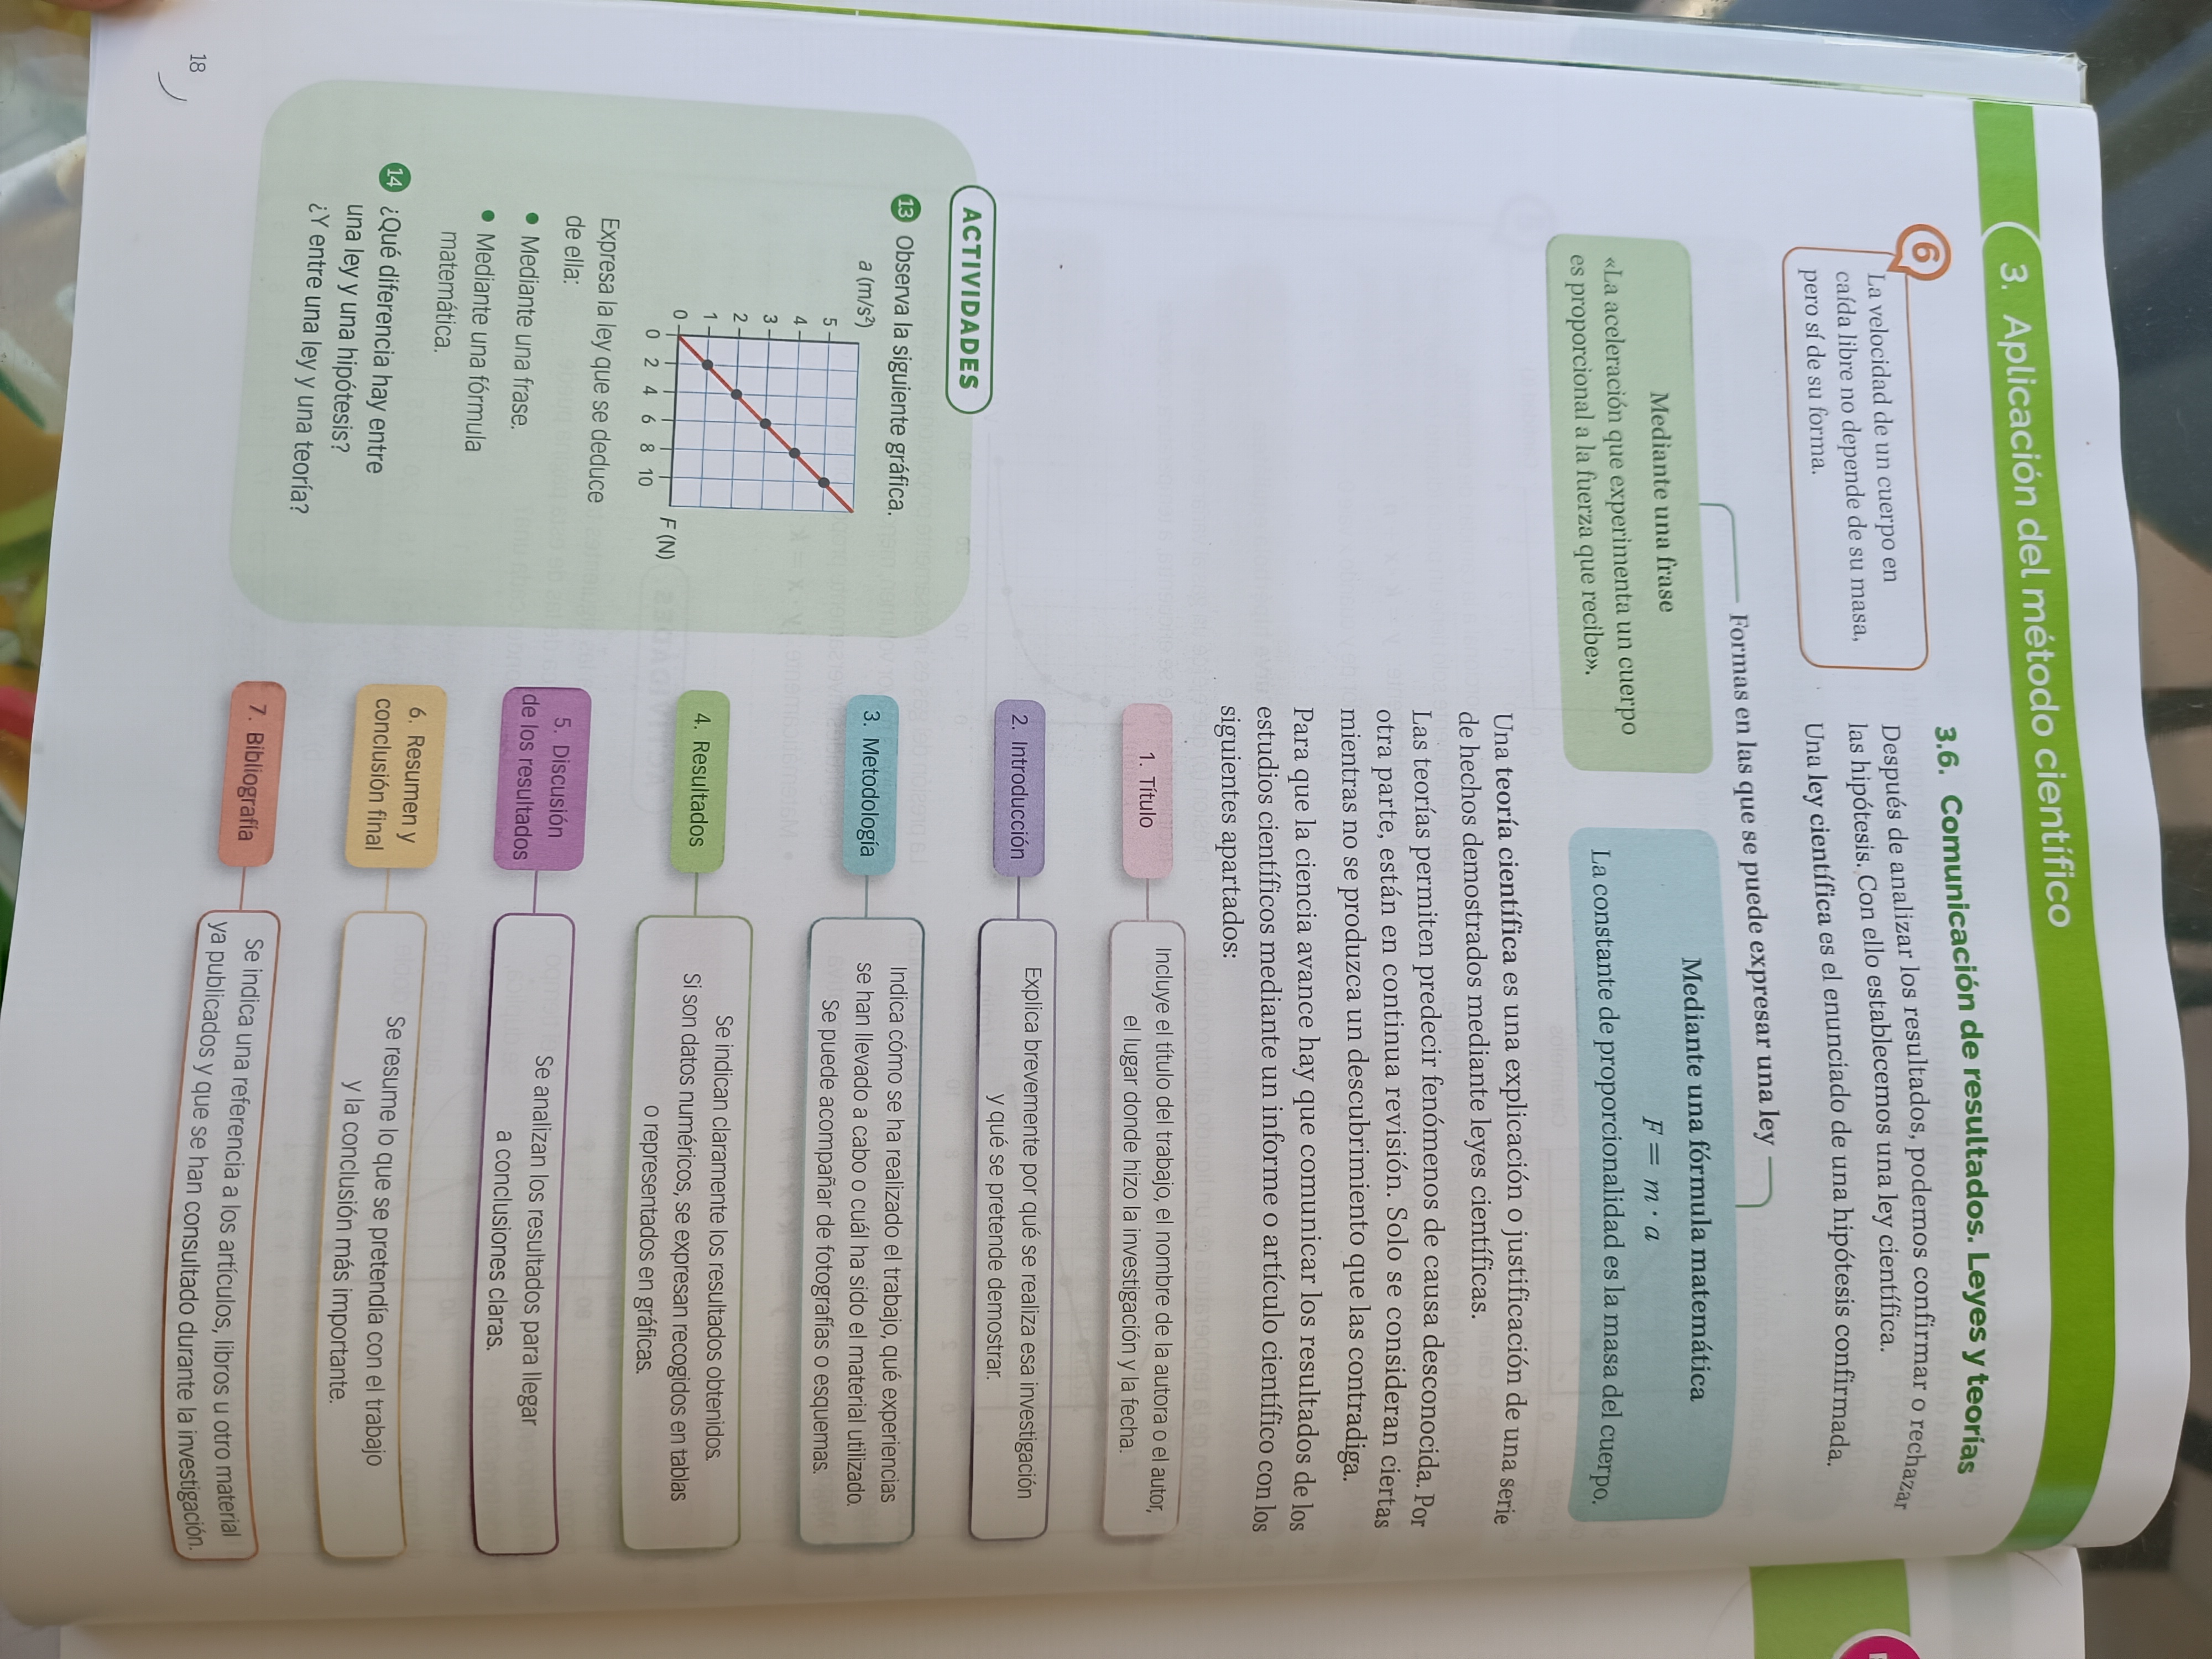 3. Aplicación del método científico
6
La velocidad de un cuerpo en
caída libre no depende de su masa,
pero sí de su forma.
3.6. Comunicación de resultados. Leyes y teorías
Después de analizar los resultados, podemos confirmar o rechazar
las hipótesis. Con ello establecemos una ley científica.
Una ley científica es el enunciado de una hipótesis confirmada.
Formas en las que se puede expresar una ley
Mediante una frase
«La aceleración que experimenta un cuerpo
es proporcional a la fuerza que recibe».
Mediante una fórmula matemática
F = m · a
La constante de proporcionalidad es la masa del cuerpo.
Una teoría científica es una explicación o justificación de una serie
de hechos demostrados mediante leyes científicas.
Las teorías permiten predecir fenómenos de causa desconocida. Por
otra parte, están en continua revisión. Solo se consideran ciertas
mientras no se produzca un descubrimiento que las contradiga.
Para que la ciencia avance hay que comunicar los resultados de los
estudios científicos mediante un informe o artículo científico con los
siguientes apartados:
1. Título
Incluye el título del trabajo, el nombre de la autora o el autor,
el lugar donde hizo la investigación y la fecha.
2. Introducción
Explica brevemente por qué se realiza esa investigación
y qué se pretende demostrar.
3. Metodología
Indica cómo se ha realizado el trabajo, qué experiencias
se han llevado a cabo o cuál ha sido el material utilizado.
Se puede acompañar de fotografías o esquemas.
4. Resultados
Se indican claramente los resultados obtenidos.
Si son datos numéricos, se expresan recogidos en tablas
o representados en gráficas.
5. Discusión
de los resultados
Se analizan los resultados para llegar
a conclusiones claras.
6. Resumen y
conclusión final
Se resume lo que se pretendía con el trabajo
y la conclusión más importante.
7. Bibliografía
Se indica una referencia a los artículos, libros u otro material
ya publicados y que se han consultado durante la investigación.
ACTIVIDADES
13 Observa la siguiente gráfica.
a (m/s²)
5
4
3
2
1
0
0 2 4 6 8 10
F (N)
Expresa la ley que se deduce
de ella:
• Mediante una frase.
• Mediante una fórmula
matemática.
14 ¿Qué diferencia hay entre
una ley y una hipótesis?
¿Y entre una ley y una teoría?
18